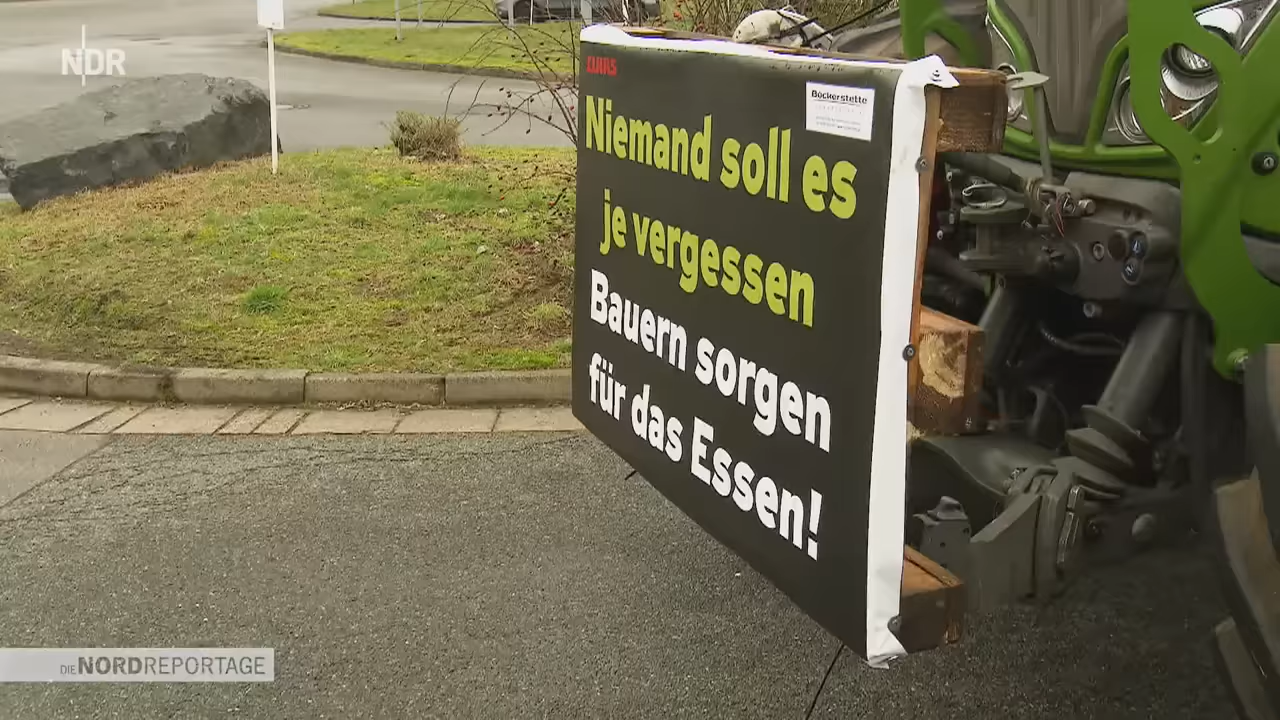 NDR
CLAAS
Böckerstette
Niemand soll es
je vergessen
Bauern sorgen
für das Essen!
DIE NORDREPORTAGE